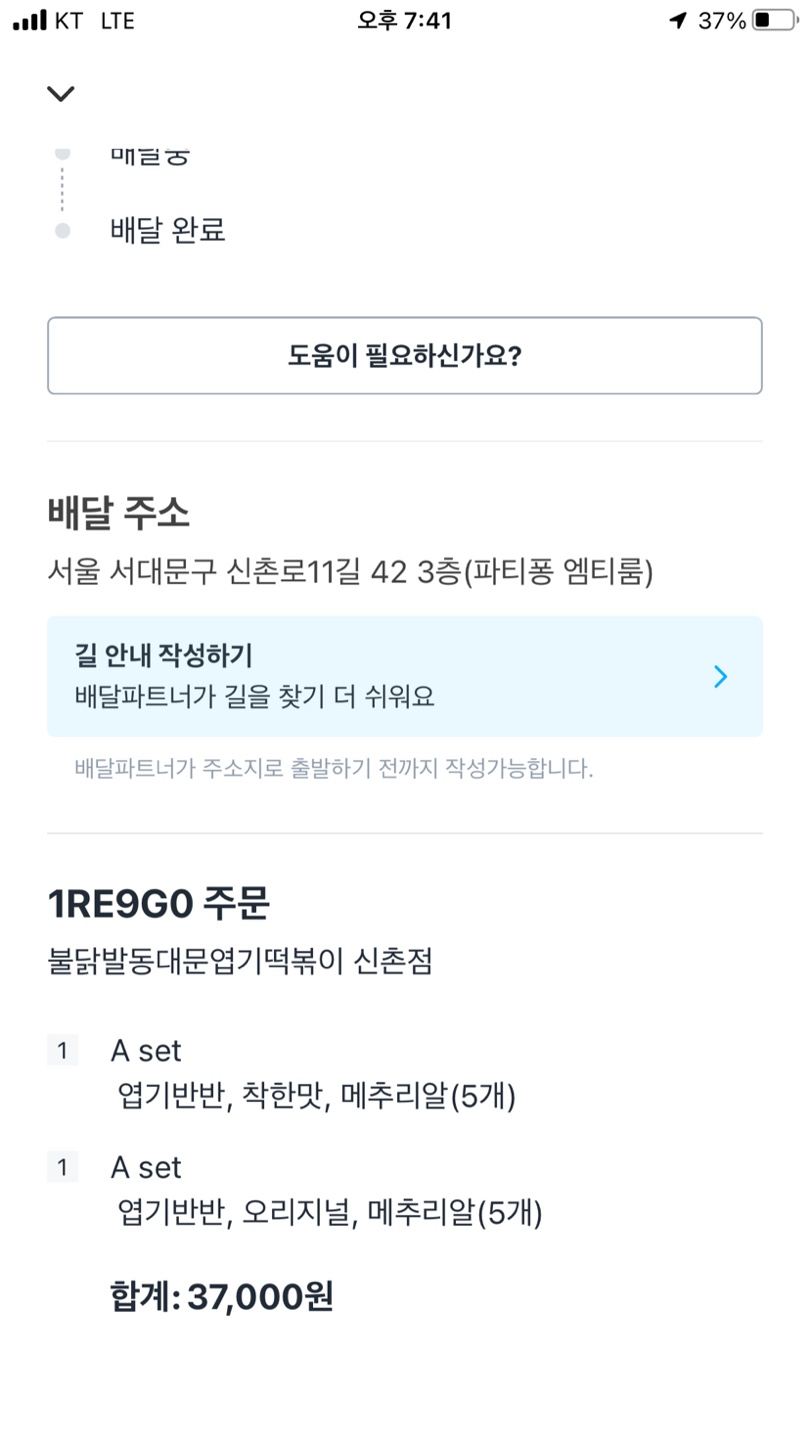 KT LTE 오후 7:41 37%
배달중
배달 완료
도움이 필요하신가요?
배달 주소
서울 서대문구 신촌로11길 42 3층(파티퐁 엠티룸)
길 안내 작성하기
배달파트너가 길을 찾기 더 쉬워요
배달파트너가 주소지로 출발하기 전까지 작성가능합니다.
1RE9G0 주문
불닭발동대문엽기떡볶이 신촌점
1 A set
엽기반반, 착한맛, 메추리알(5개)
1 A set
엽기반반, 오리지널, 메추리알(5개)
합계: 37,000원